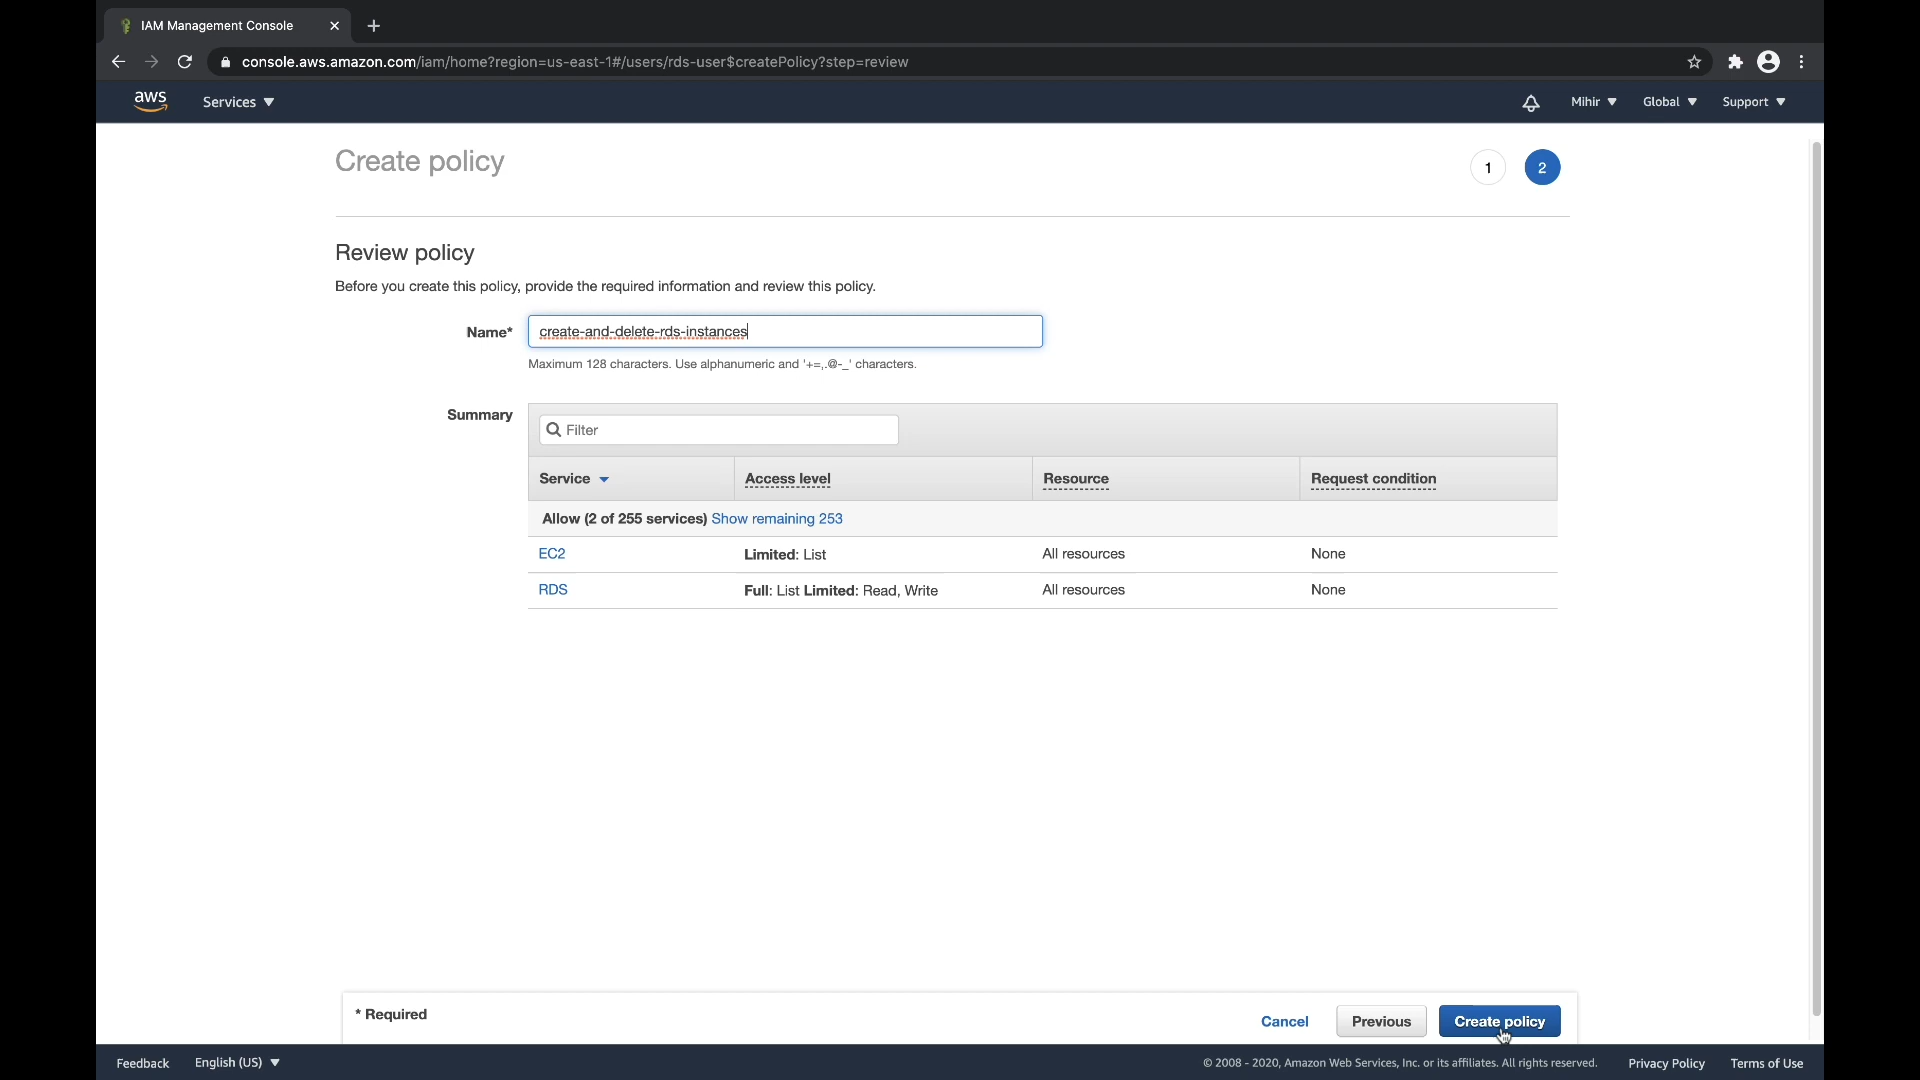 IAM Management Console
console.aws.amazon.com/iam/home?region=us-east-1#/users/rds-user$createPolicy?step=review
aws Services Mihir Global Support
Create policy 1 2
Review policy
Before you create this policy, provide the required information and review this policy.
Name* create-and-delete-rds-instances
Maximum 128 characters. Use alphanumeric and '+=,.@-_' characters.
Summary Filter
Service Access level Resource Request condition
Allow (2 of 255 services) Show remaining 253
EC2 Limited: List All resources None
RDS Full: List Limited: Read, Write All resources None
* Required Cancel Previous Create policy
Feedback English (US) © 2008 - 2020, Amazon Web Services, Inc. or its affiliates. All rights reserved. Privacy Policy Terms of Use